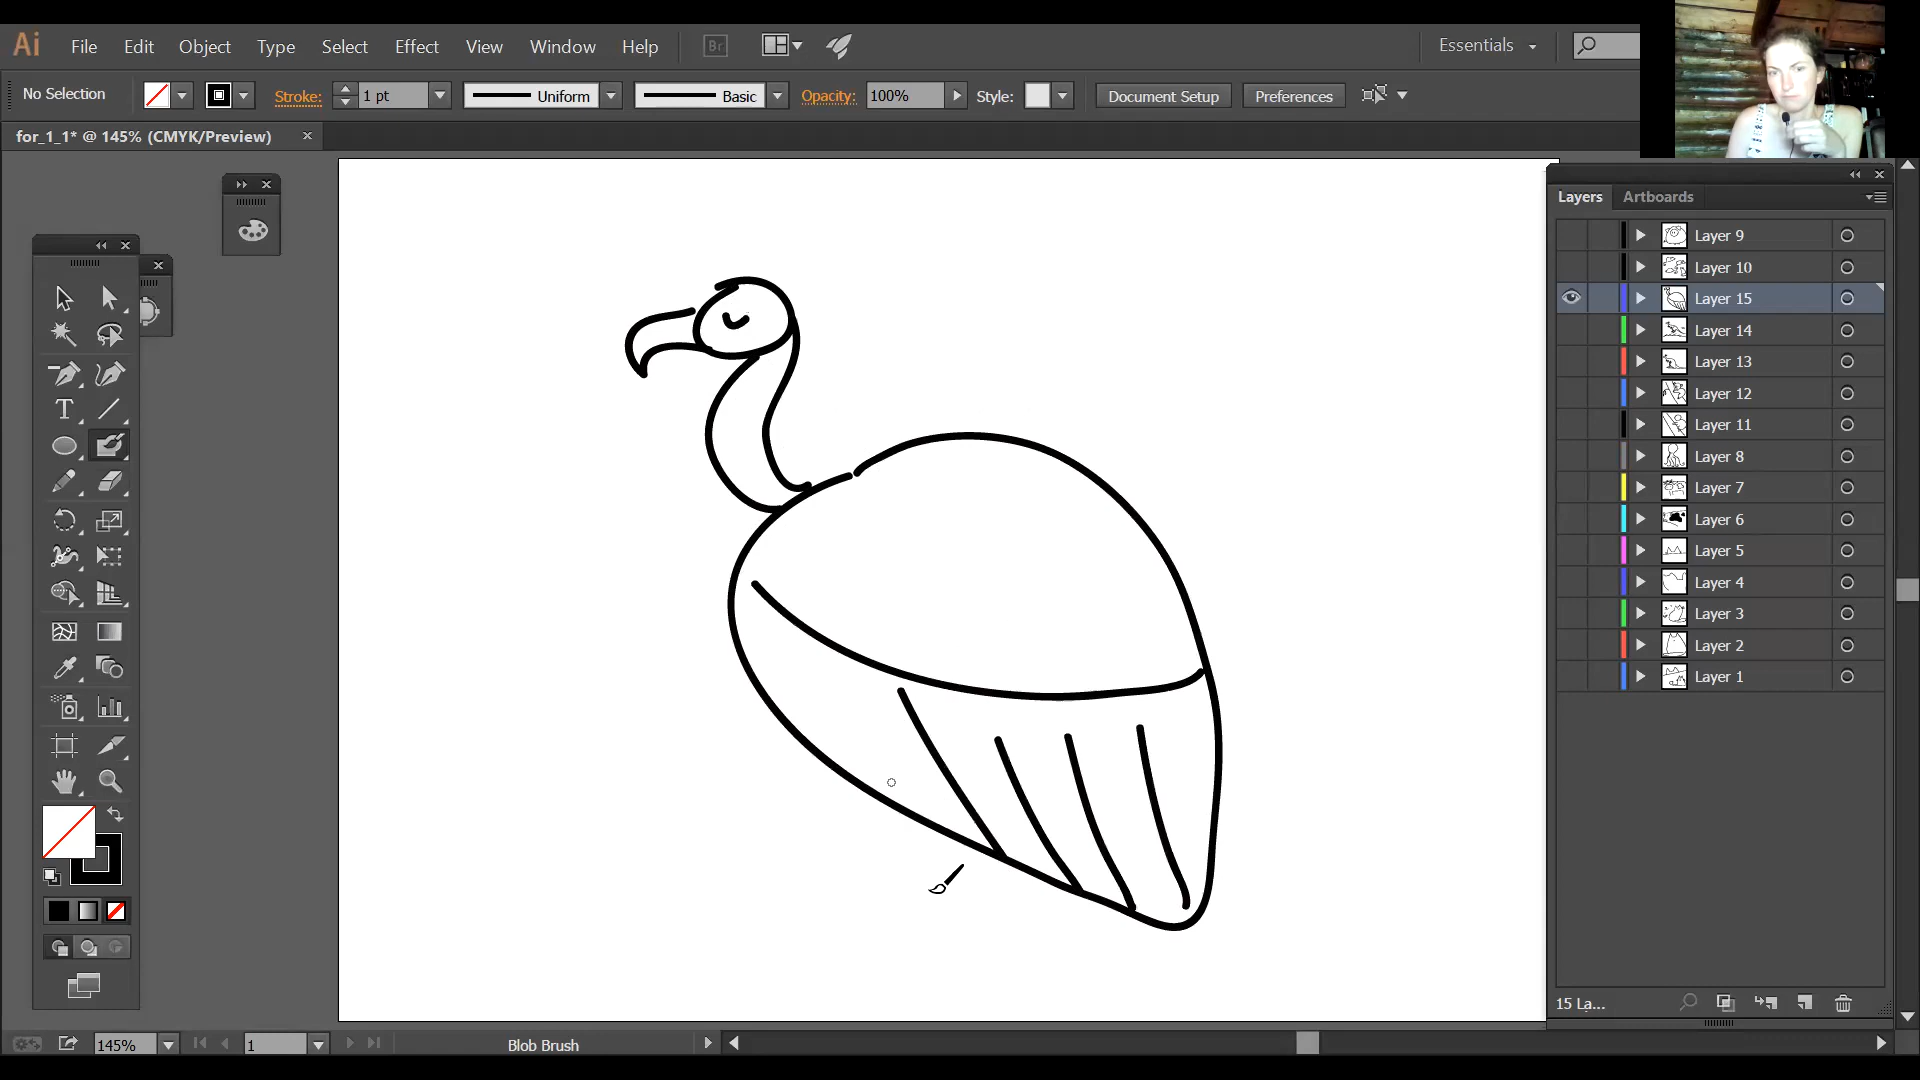 Ai File Edit Object Type Select Effect View Window Help Br Essentials
No Selection Stroke: 1 pt Uniform Basic Opacity: 100% Style: Document Setup Preferences
for_1_1* @ 145% (CMYK/Preview)
Layers Artboards
Layer 9
Layer 10
Layer 15
Layer 14
Layer 13
Layer 12
Layer 11
Layer 8
Layer 7
Layer 6
Layer 5
Layer 4
Layer 3
Layer 2
Layer 1
15 La...
145% 1 Blob Brush